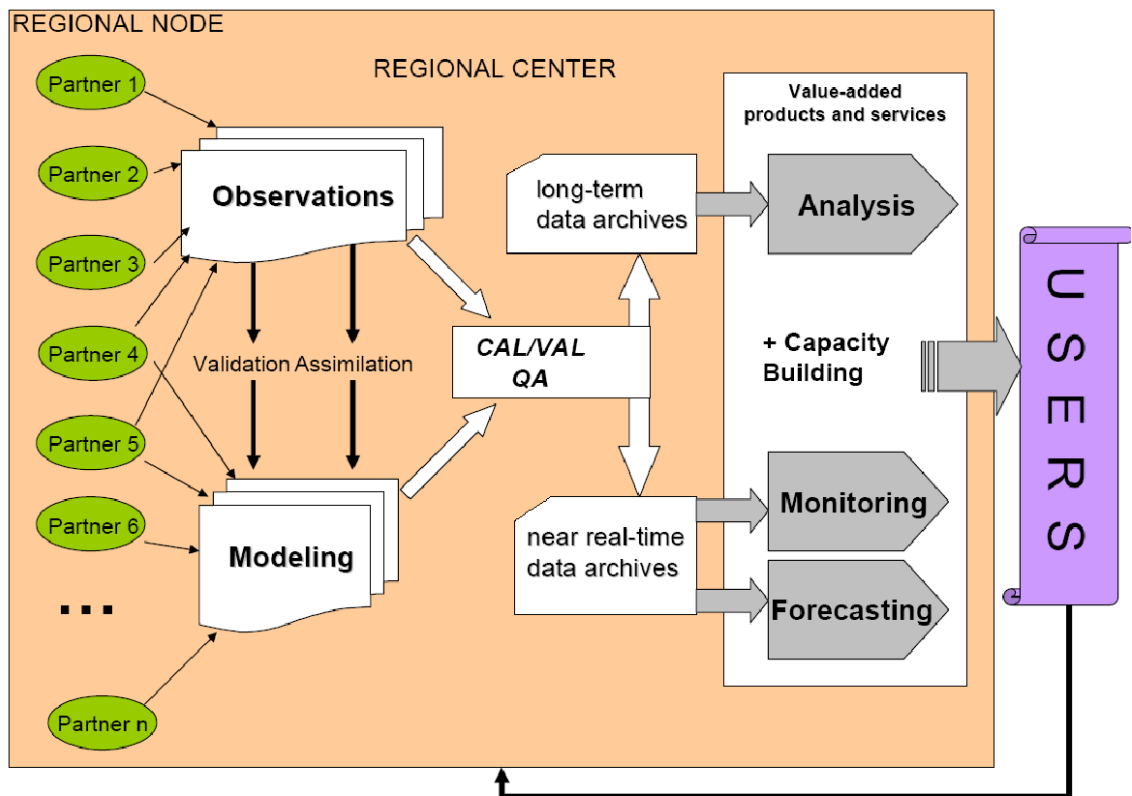 REGIONAL NODE
REGIONAL CENTER
Partner 1
Partner 2
Partner 3
Partner 4
Partner 5
Partner 6
...
Partner n
Observations
Validation Assimilation
Modeling
CAL/VAL
QA
long-term
data archives
near real-time
data archives
Value-added
products and services
Analysis
+ Capacity
Building
Monitoring
Forecasting
USERS